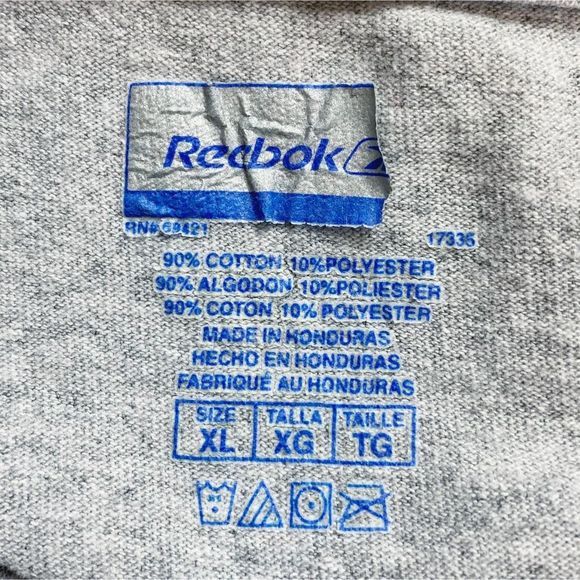 Reebok
RN# 69421 17335
90% COTTON 10% POLYESTER
90% ALGODON 10% POLIESTER
90% COTON 10% POLYESTER
MADE IN HONDURAS
HECHO EN HONDURAS
FABRIQUÉ AU HONDURAS
SIZE TALLA TAILLE
XL XG TG